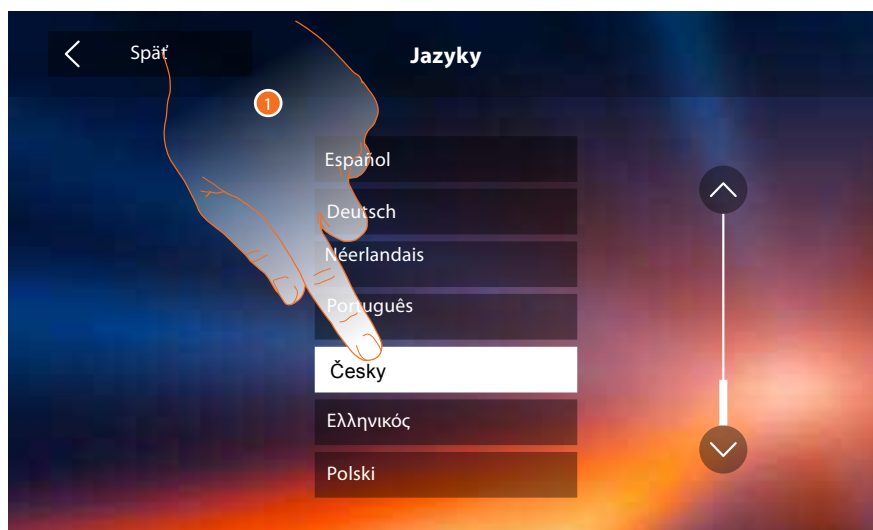 Späť
Jazyky
1
Español
Deutsch
Néerlandais
Português
Česky
Ελληνικός
Polski